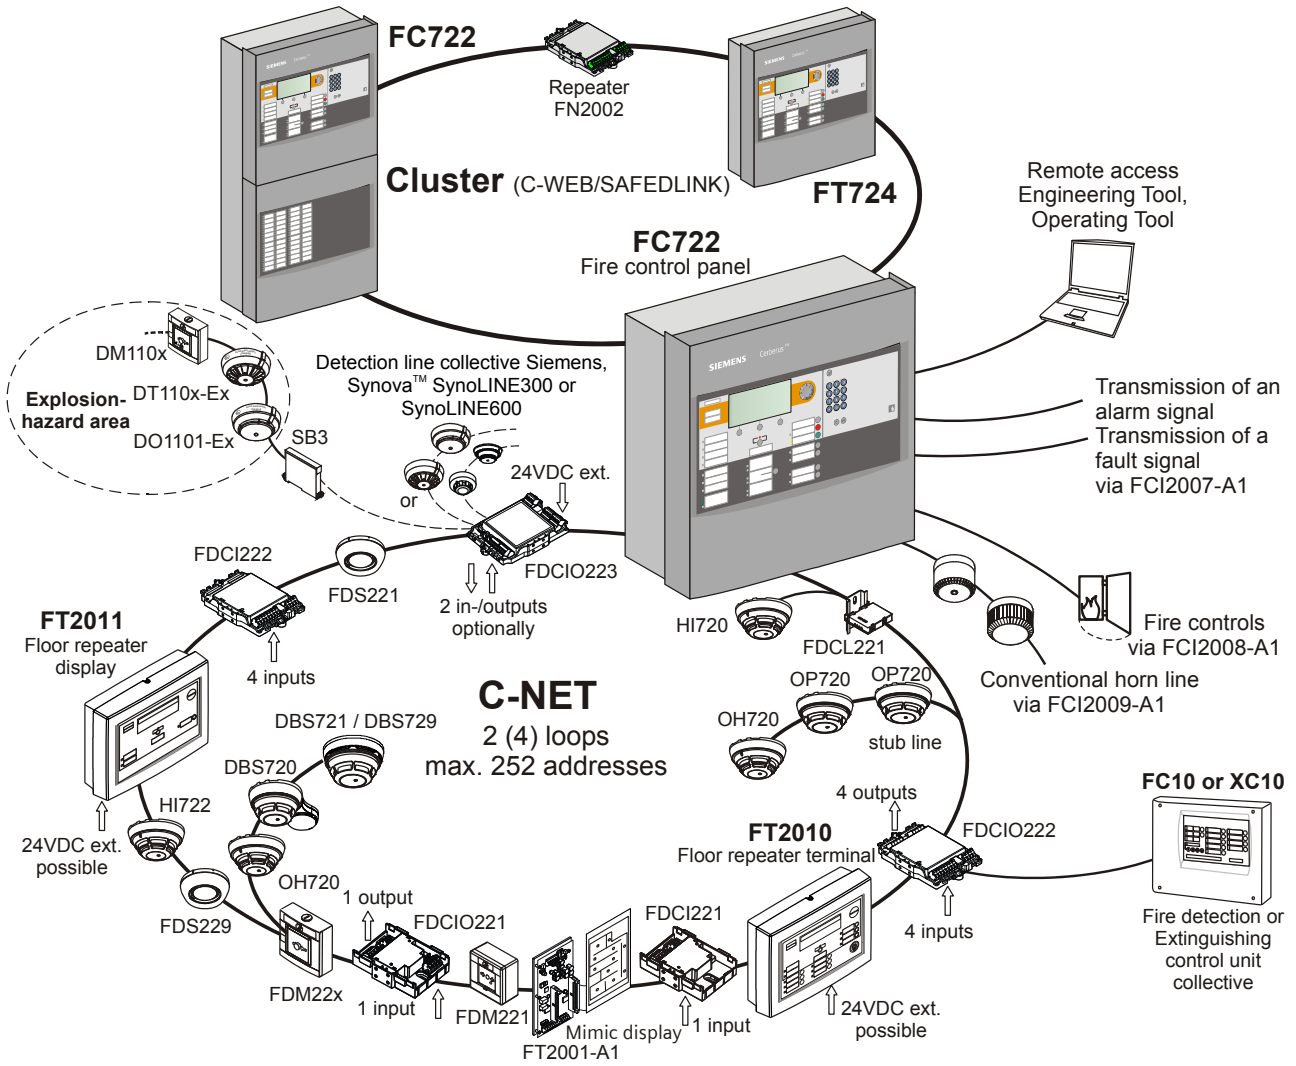 FC722
Repeater
FN2002
SIEMENS Cerberus™
SIEMENS Cerberus™
Cluster (C-WEB/SAFEDLINK)
FT724
Remote access
Engineering Tool,
Operating Tool
FC722
Fire control panel
SIEMENS Cerberus™
DM110x
DT110x-Ex
Explosion-
hazard area
DO1101-Ex
SB3
Detection line collective Siemens,
Synova™ SynoLINE300 or
SynoLINE600
or
24VDC ext.
Transmission of an
alarm signal
Transmission of a
fault signal
via FCI2007-A1
FDCI222
FDS221
FDCIO223
2 in-/outputs
optionally
4 inputs
FT2011
Floor repeater
display
HI720
FDCL221
Fire controls
via FCI2008-A1
Conventional horn line
via FCI2009-A1
C-NET
2 (4) loops
max. 252 addresses
OP720
OP720
OH720
stub line
DBS721 / DBS729
DBS720
HI722
24VDC ext.
possible
OH720
FDS229
FDM22x
1 output
FDCIO221
1 input
FDM221
FT2001-A1
Mimic display
FDCI221
1 input
FT2010
Floor repeater terminal
24VDC ext.
possible
4 outputs
FDCIO222
4 inputs
FC10 or XC10
Fire detection or
Extinguishing
control unit
collective